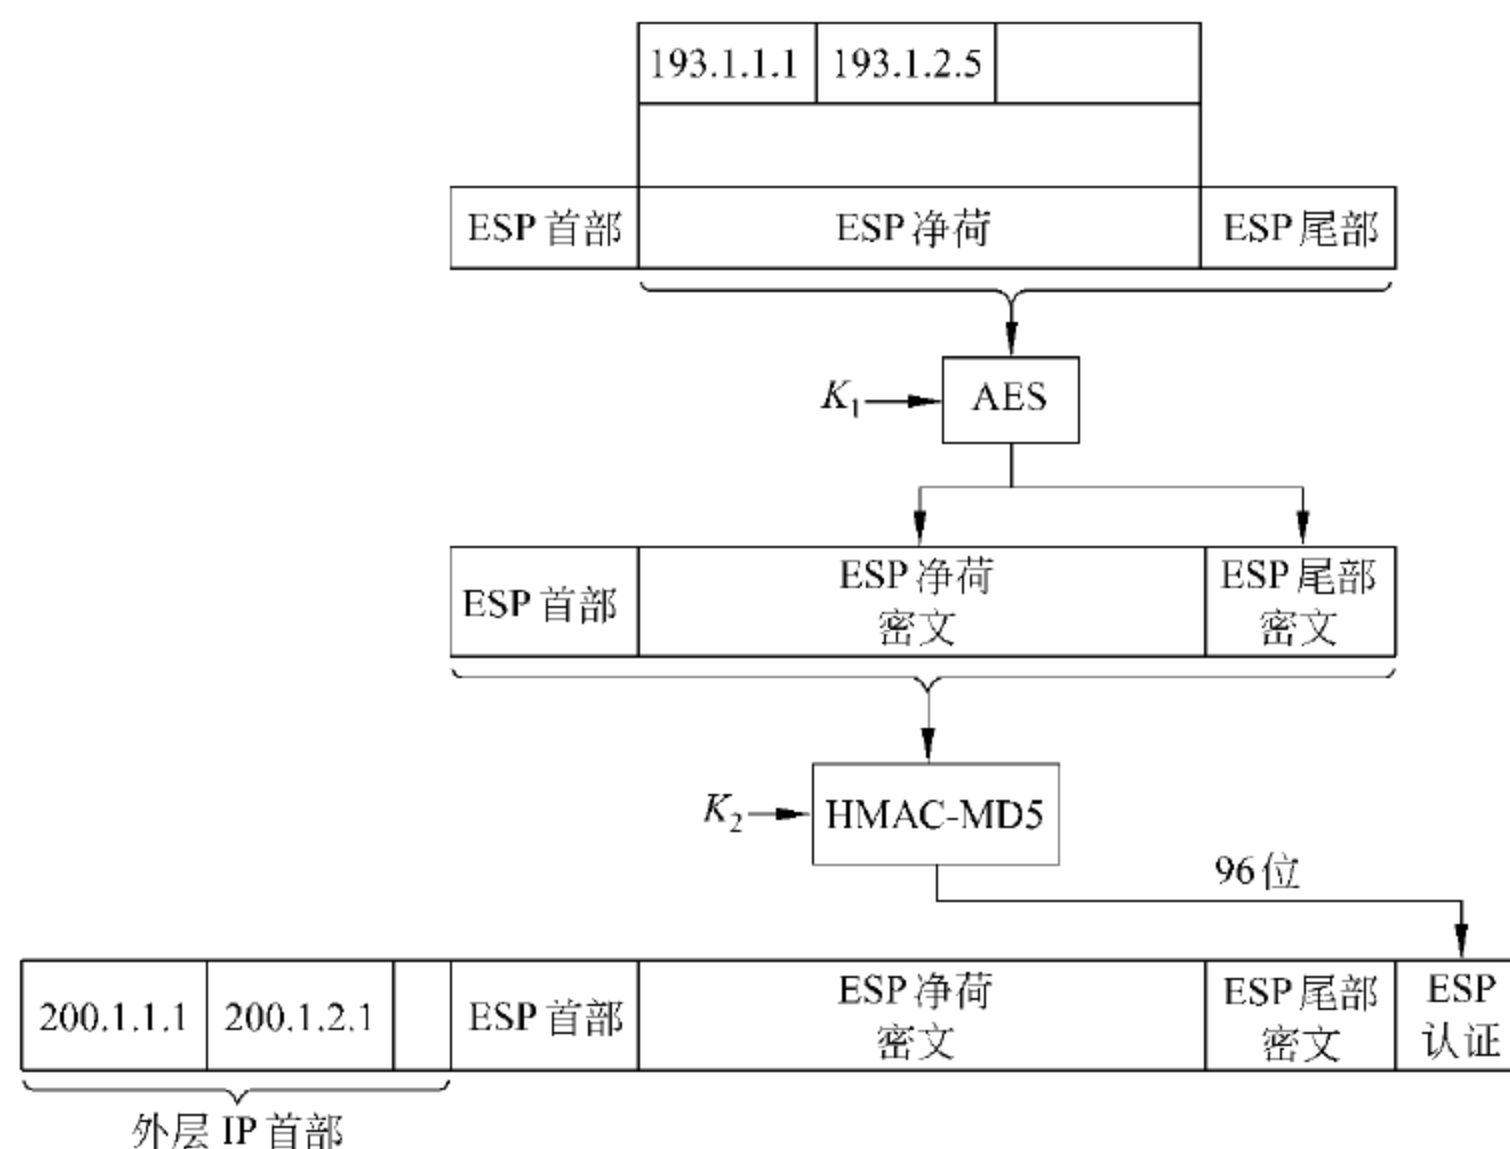 193.1.1.1 193.1.2.5
ESP 首部 ESP 净荷 ESP 尾部
K1 AES
ESP 首部 ESP 净荷 密文 ESP 尾部 密文
K2 HMAC-MD5
96 位
200.1.1.1 200.1.2.1 ESP 首部 ESP 净荷 密文 ESP 尾部 密文 ESP 认证
外层 IP 首部